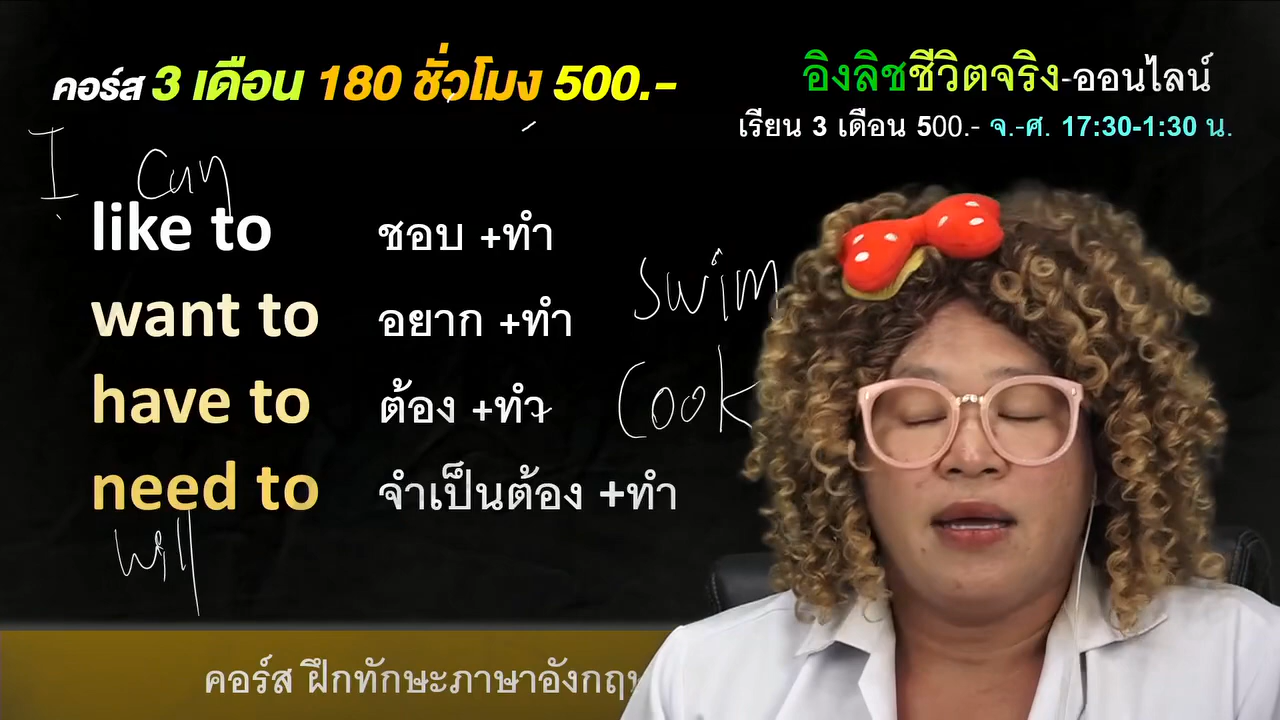 คอร์ส 3 เดือน 180 ชั่วโมง 500.-
อิงลิชชีวิตจริง-ออนไลน์
เรียน 3 เดือน 500.- จ.-ศ. 17:30-1:30 น.
I can
like to ชอบ +ทำ
swim
want to อยาก +ทำ
have to ต้อง +ทำ
cook
need to จำเป็นต้อง +ทำ
will
คอร์ส ฝึกทักษะภาษาอังกฤษ